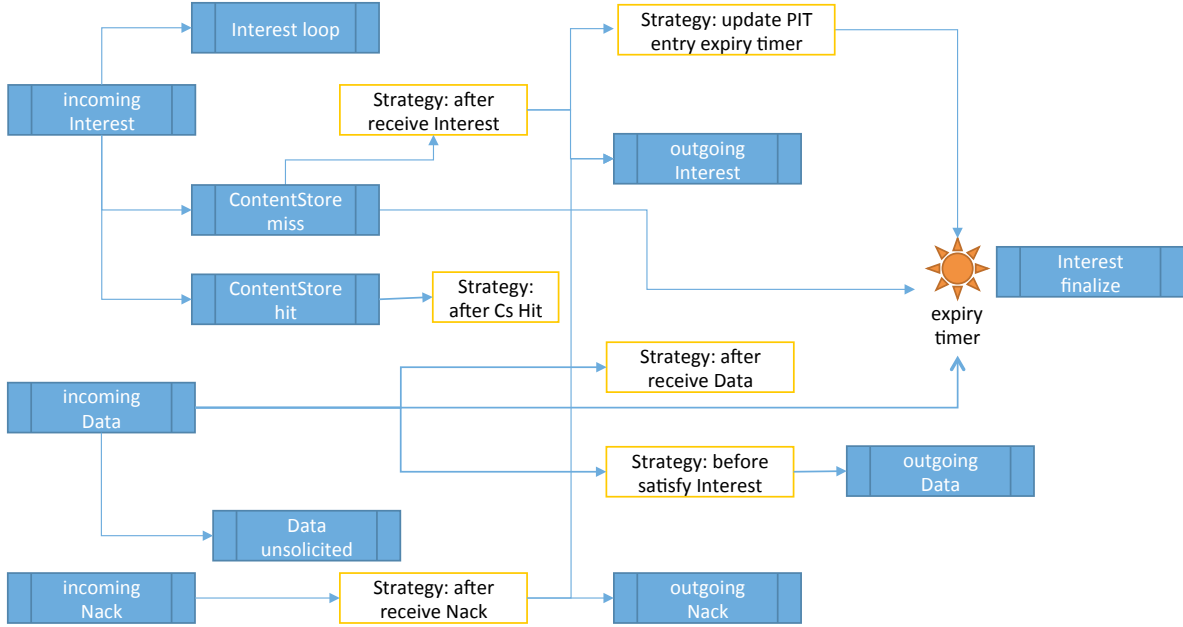 Interest loop
Strategy: update PIT
entry expiry timer
incoming
Interest
Strategy: after
receive Interest
outgoing
Interest
ContentStore
miss
Interest
finalize
ContentStore
hit
Strategy:
after Cs Hit
expiry
timer
Strategy: after
receive Data
incoming
Data
Strategy: before
satisfy Interest
outgoing
Data
Data
unsolicited
incoming
Nack
Strategy: after
receive Nack
outgoing
Nack